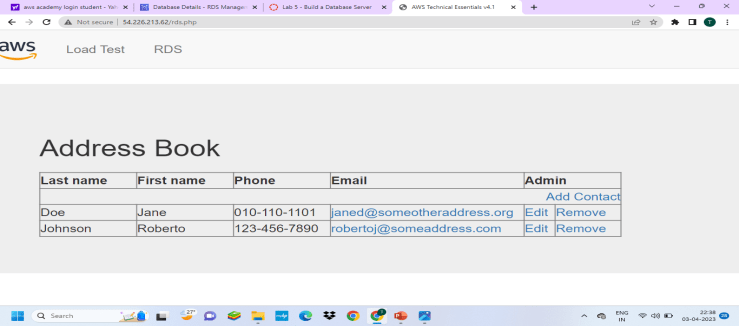 aws academy login student - Yah
Database Details - RDS Manager
Lab 5 - Build a Database Server
AWS Technical Essentials v4.1
Not secure | 54.226.213.62/rds.php
T
aws
Load Test RDS
Address Book
Last name First name Phone Email Admin
Add Contact
Doe Jane 010-110-1101 janed@someotheraddress.org Edit Remove
Johnson Roberto 123-456-7890 robertoj@someaddress.com Edit Remove
Search
27°
ENG
IN
22:38
03-04-2023